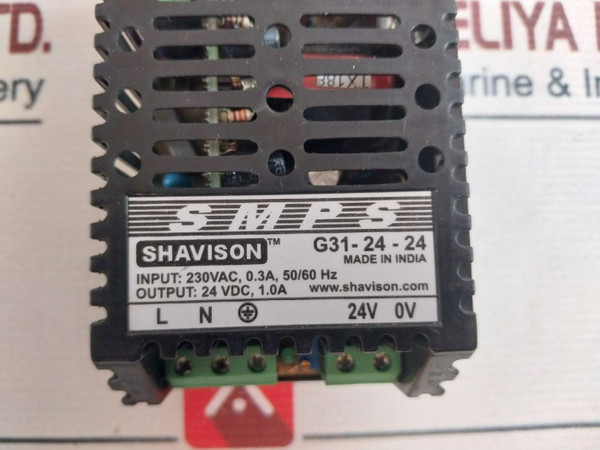 TD.
ELIYA
ery
rine & In
SMPS
SHAVISON™
G31-24-24
MADE IN INDIA
INPUT: 230VAC, 0.3A, 50/60 Hz
OUTPUT: 24 VDC, 1.0A
www.shavison.com
L N 24V 0V